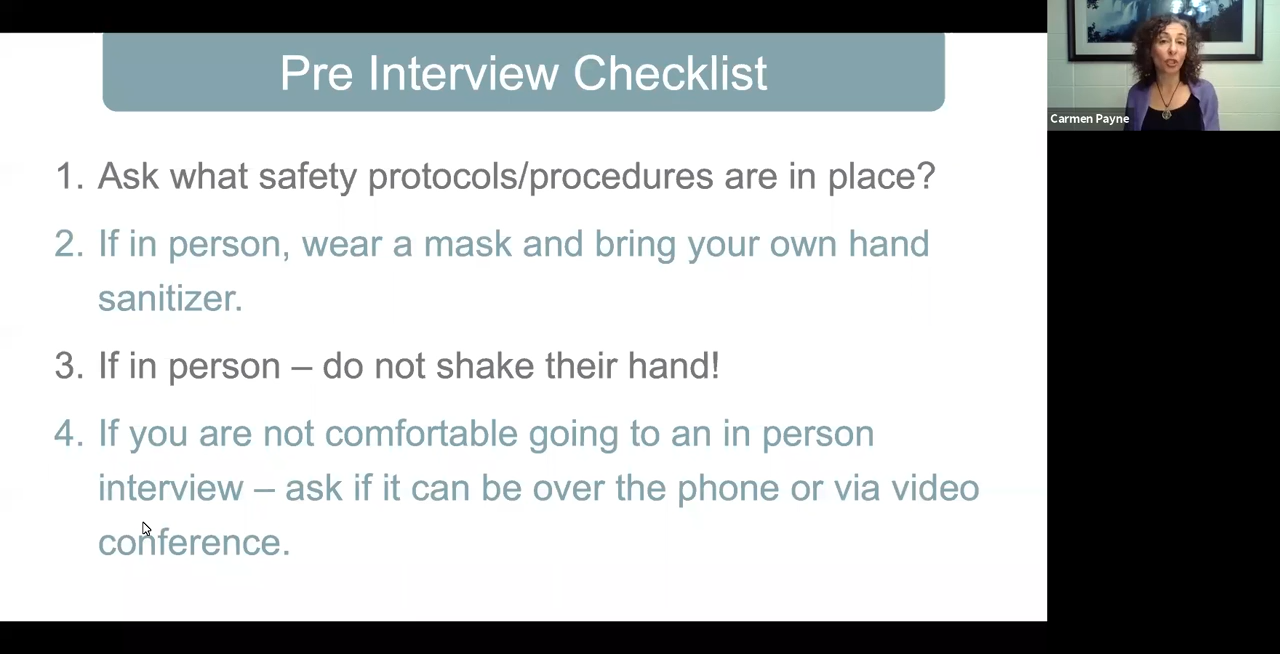 Pre Interview Checklist
1. Ask what safety protocols/procedures are in place?
2. If in person, wear a mask and bring your own hand
sanitizer.
3. If in person – do not shake their hand!
4. If you are not comfortable going to an in person
interview – ask if it can be over the phone or via video
conference.
Carmen Payne